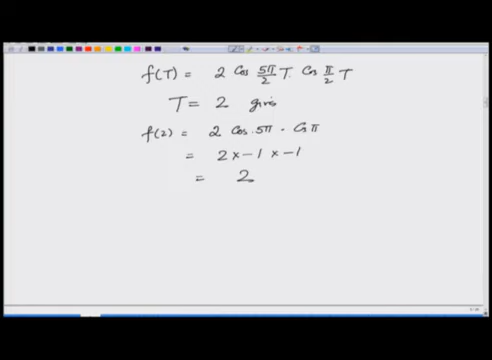 f(T) = 2 Cos 5π/2 T. Cos π/2 T
T = 2 gives
f(2) = 2 Cos 5π · Cos π
= 2 × -1 × -1
= 2